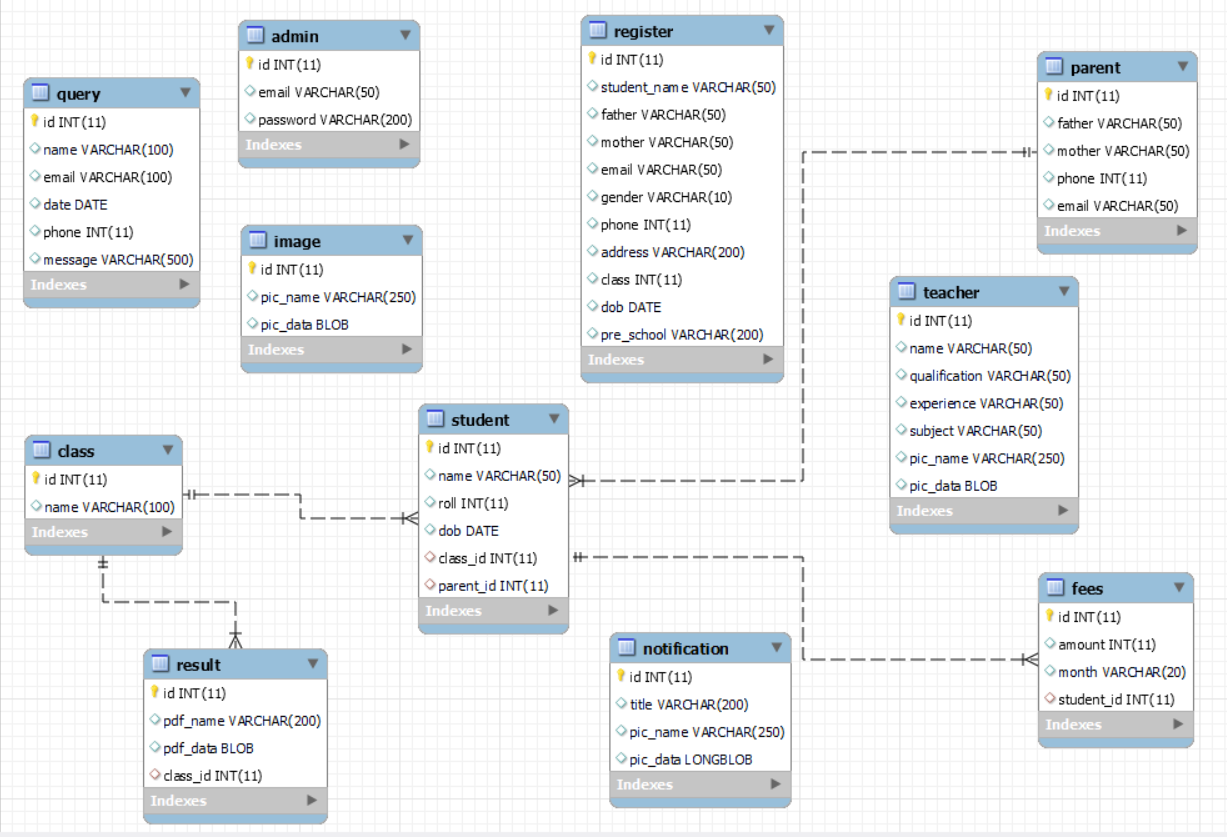 query
id INT(11)
name VARCHAR(100)
email VARCHAR(100)
date DATE
phone INT(11)
message VARCHAR(500)
Indexes
admin
id INT(11)
email VARCHAR(50)
password VARCHAR(200)
Indexes
image
id INT(11)
pic_name VARCHAR(250)
pic_data BLOB
Indexes
register
id INT(11)
student_name VARCHAR(50)
father VARCHAR(50)
mother VARCHAR(50)
email VARCHAR(50)
gender VARCHAR(10)
phone INT(11)
address VARCHAR(200)
class INT(11)
dob DATE
pre_school VARCHAR(200)
Indexes
parent
id INT(11)
father VARCHAR(50)
mother VARCHAR(50)
phone INT(11)
email VARCHAR(50)
Indexes
teacher
id INT(11)
name VARCHAR(50)
qualification VARCHAR(50)
experience VARCHAR(50)
subject VARCHAR(50)
pic_name VARCHAR(250)
pic_data BLOB
Indexes
class
id INT(11)
name VARCHAR(100)
Indexes
student
id INT(11)
name VARCHAR(50)
roll INT(11)
dob DATE
class_id INT(11)
parent_id INT(11)
Indexes
result
id INT(11)
pdf_name VARCHAR(200)
pdf_data BLOB
class_id INT(11)
Indexes
notification
id INT(11)
title VARCHAR(200)
pic_name VARCHAR(250)
pic_data LONGBLOB
Indexes
fees
id INT(11)
amount INT(11)
month VARCHAR(20)
student_id INT(11)
Indexes